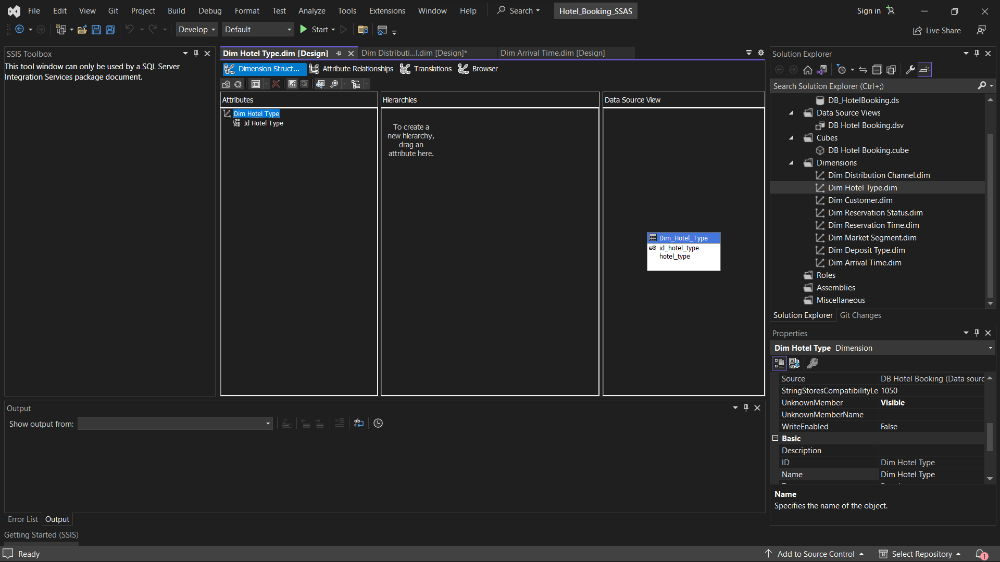 File Edit View Git Project Build Debug Format Test Analyze Tools Extensions Window Help Search Hotel_Booking_SSAS Sign in
Develop Default Start Live Share
SSIS Toolbox
This tool window can only be used by a SQL Server
Integration Services package document.
Dim Hotel Type.dim [Design] Dim Distributi...l.dim [Design]* Dim Arrival Time.dim [Design]
Dimension Struct... Attribute Relationships Translations Browser
Attributes
Dim Hotel Type
Id Hotel Type
Hierarchies
To create a
new hierarchy,
drag an
attribute here.
Data Source View
Dim_Hotel_Type
id_hotel_type
hotel_type
Output
Show output from:
Error List Output
Getting Started (SSIS)
Solution Explorer
Search Solution Explorer (Ctrl+;)
DB_HotelBooking.ds
Data Source Views
DB Hotel Booking.dsv
Cubes
DB Hotel Booking.cube
Dimensions
Dim Distribution Channel.dim
Dim Hotel Type.dim
Dim Customer.dim
Dim Reservation Status.dim
Dim Reservation Time.dim
Dim Market Segment.dim
Dim Deposit Type.dim
Dim Arrival Time.dim
Roles
Assemblies
Miscellaneous
Solution Explorer Git Changes
Properties
Dim Hotel Type Dimension
Source DB Hotel Booking (Data sourc
StringStoresCompatibilityLe 1050
UnknownMember Visible
UnknownMemberName
WriteEnabled False
Basic
Description
ID Dim Hotel Type
Name Dim Hotel Type
Name
Specifies the name of the object.
Ready Add to Source Control Select Repository 1